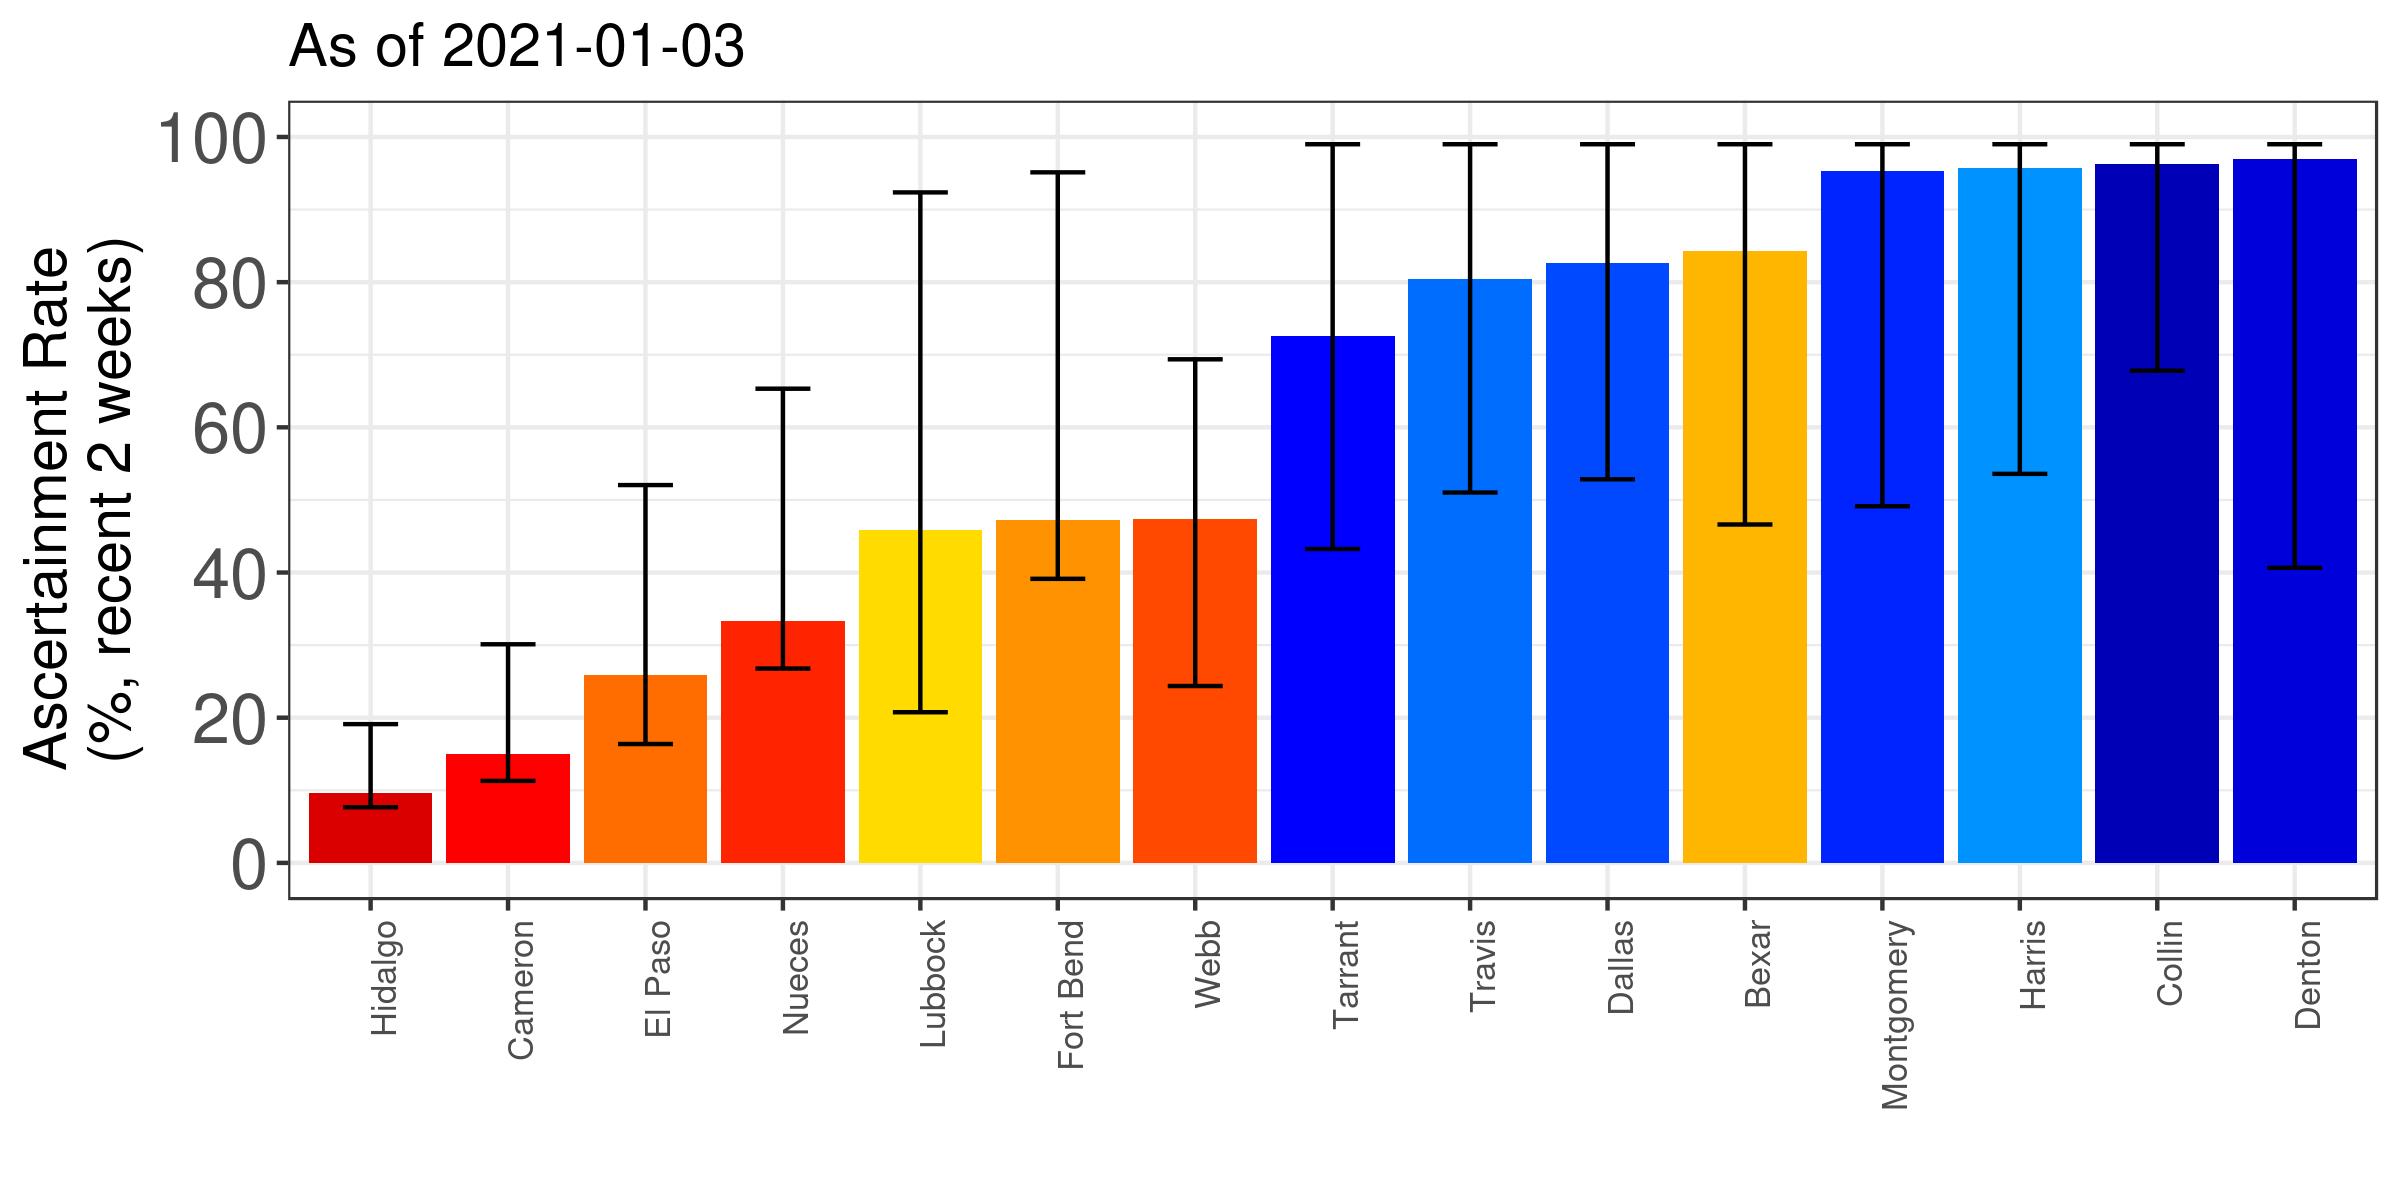 As of 2021-01-03
Ascertainment Rate
(%, recent 2 weeks)
100
80
60
40
20
0
Hidalgo
Cameron
El Paso
Nueces
Lubbock
Fort Bend
Webb
Tarrant
Travis
Dallas
Bexar
Montgomery
Harris
Collin
Denton